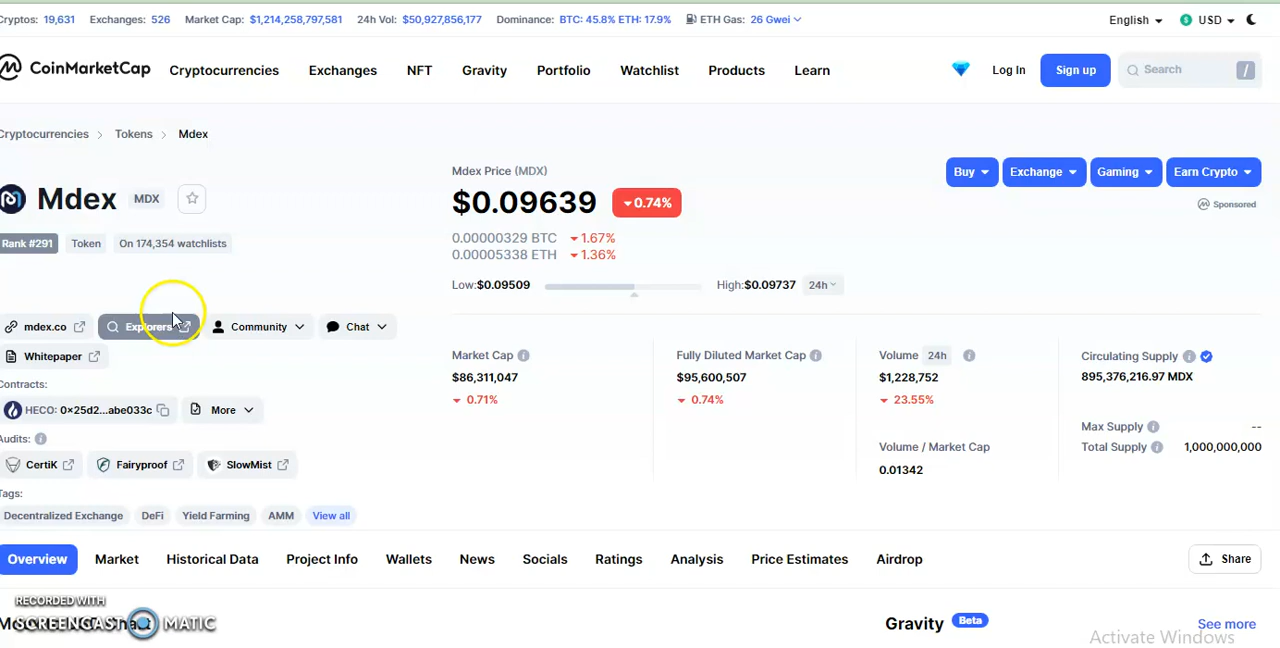 Cryptos: 19,631 Exchanges: 526 Market Cap: $1,214,258,797,581 24h Vol: $50,927,856,177 Dominance: BTC: 45.8% ETH: 17.9% ETH Gas: 26 Gwei English USD
CoinMarketCap Cryptocurrencies Exchanges NFT Gravity Portfolio Watchlist Products Learn Log In Sign up Search /
Cryptocurrencies Tokens Mdex
Mdex Price (MDX)
Buy Exchange Gaming Earn Crypto
Mdex MDX
$0.09639 0.74%
Sponsored
Rank #291 Token On 174,354 watchlists
0.00000329 BTC 1.67%
0.00005338 ETH 1.36%
Low:$0.09509 High:$0.09737 24h
mdex.co Explorers Community Chat
Whitepaper
Market Cap Fully Diluted Market Cap Volume 24h Circulating Supply
$86,311,047 $95,600,507 $1,228,752 895,376,216.97 MDX
0.71% 0.74% 23.55%
Contracts:
HECO: 0x25d2...abe033c More
Max Supply --
Total Supply 1,000,000,000
Volume / Market Cap
0.01342
Audits:
CertiK Fairyproof SlowMist
Tags:
Decentralized Exchange DeFi Yield Farming AMM View all
Overview Market Historical Data Project Info Wallets News Socials Ratings Analysis Price Estimates Airdrop Share
RECORDED WITH
SCREENCAST MATIC
Gravity Beta See more
Activate Windows